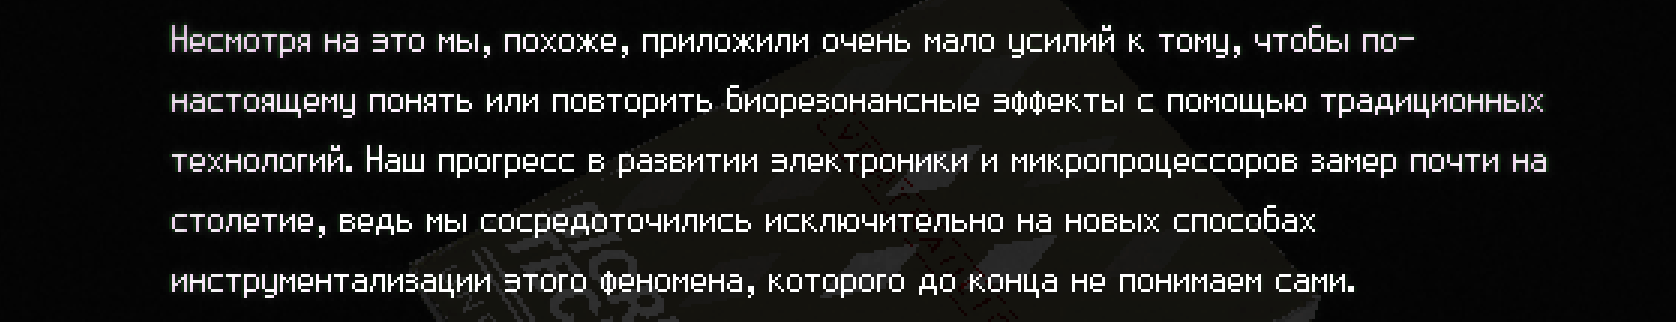 Несмотря на это мы, похоже, приложили очень мало усилий к тому, чтобы по-
настоящему понять или повторить биорезонансные эффекты с помощью традиционных
технологий. Наш прогресс в развитии электроники и микропроцессоров замер почти на
столетие, ведь мы сосредоточились исключительно на новых способах
инструментализации этого феномена, которого до конца не понимаем сами.